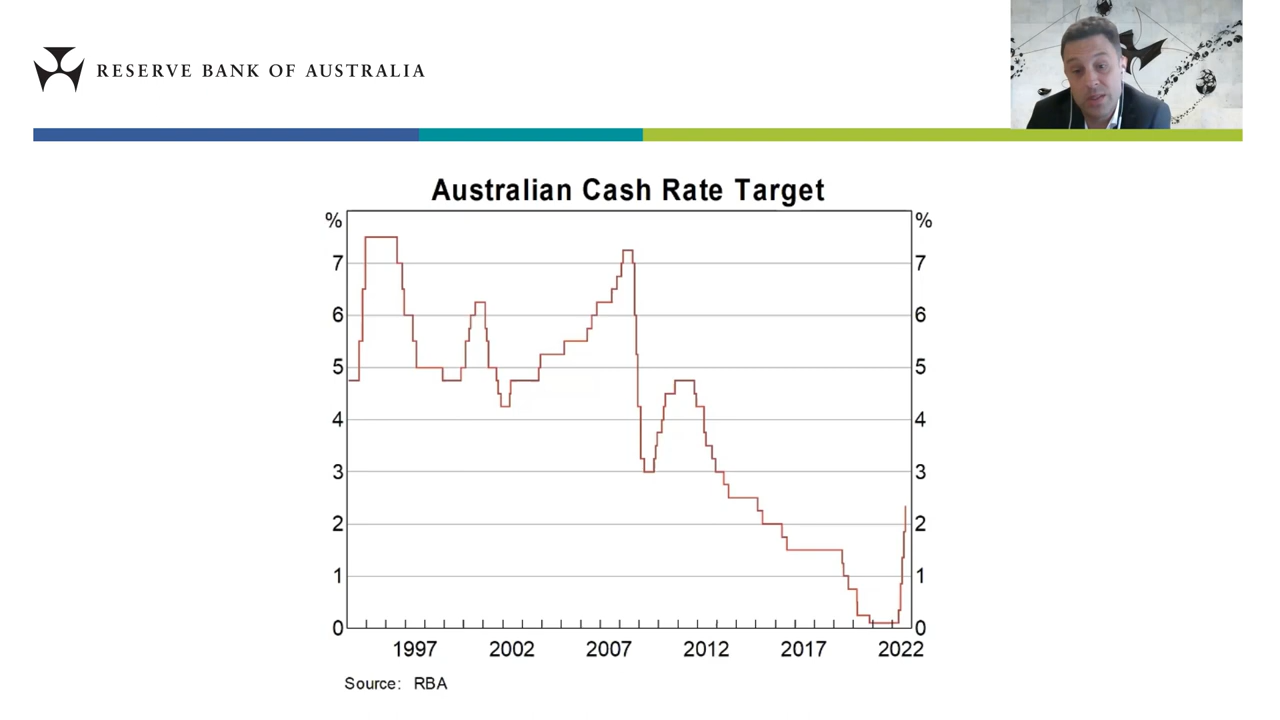 RESERVE BANK OF AUSTRALIA
Australian Cash Rate Target
% %
7 7
6 6
5 5
4 4
3 3
2 2
1 1
0 0
1997 2002 2007 2012 2017 2022
Source: RBA